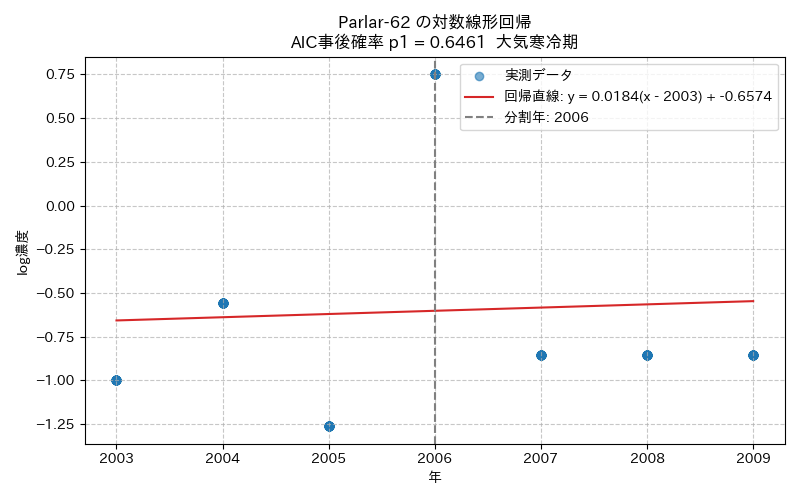 Parlar-62 の対数線形回帰
AIC事後確率 p1 = 0.6461  大気寒冷期
実測データ
回帰直線: y = 0.0184(x - 2003) + -0.6574
分割年: 2006
log濃度
0.75
0.50
0.25
0.00
−0.25
−0.50
−0.75
−1.00
−1.25
2003 2004 2005 2006 2007 2008 2009
年